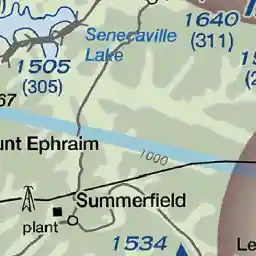 1640
(311)
Senecaville
Lake
1505
(305)
67
unt Ephraim
1000
Summerfield
plant
1534
Le